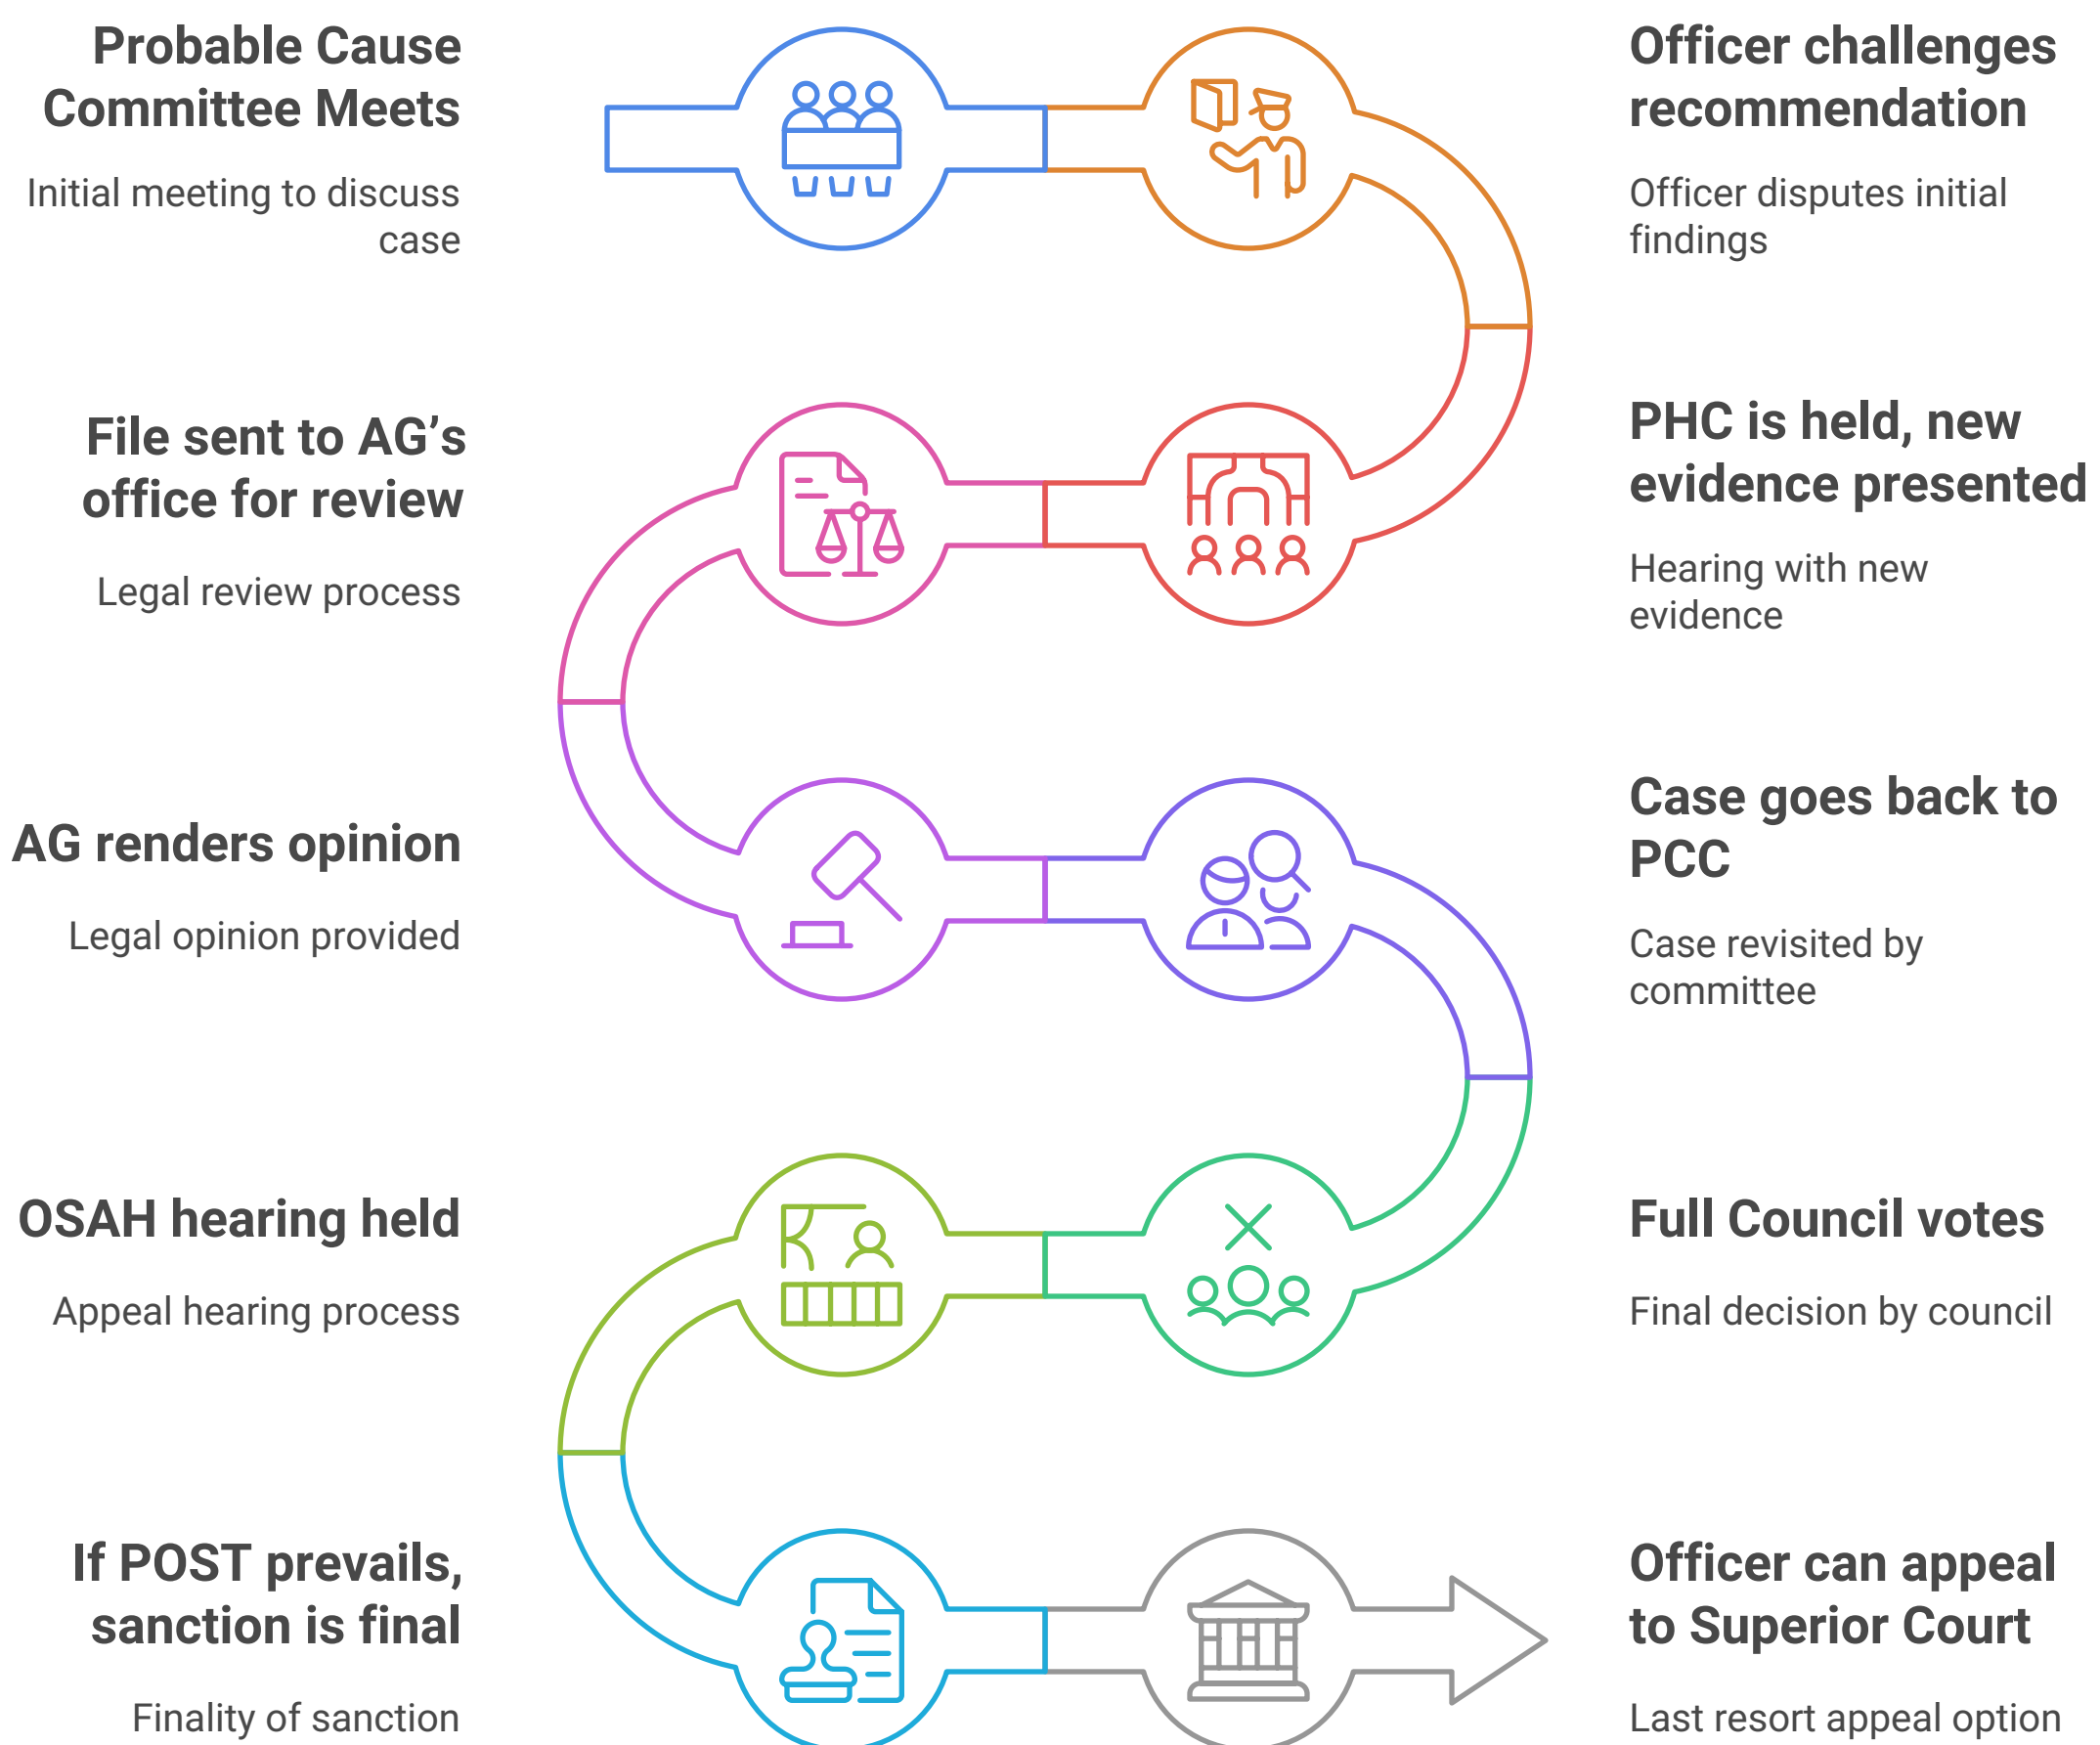 Probable Cause
Committee Meets
Initial meeting to discuss
case
Officer challenges
recommendation
Officer disputes initial
findings
PHC is held, new
evidence presented
Hearing with new
evidence
File sent to AG’s
office for review
Legal review process
AG renders opinion
Legal opinion provided
Case goes back to
PCC
Case revisited by
committee
Full Council votes
Final decision by council
OSAH hearing held
Appeal hearing process
If POST prevails,
sanction is final
Finality of sanction
Officer can appeal
to Superior Court
Last resort appeal option